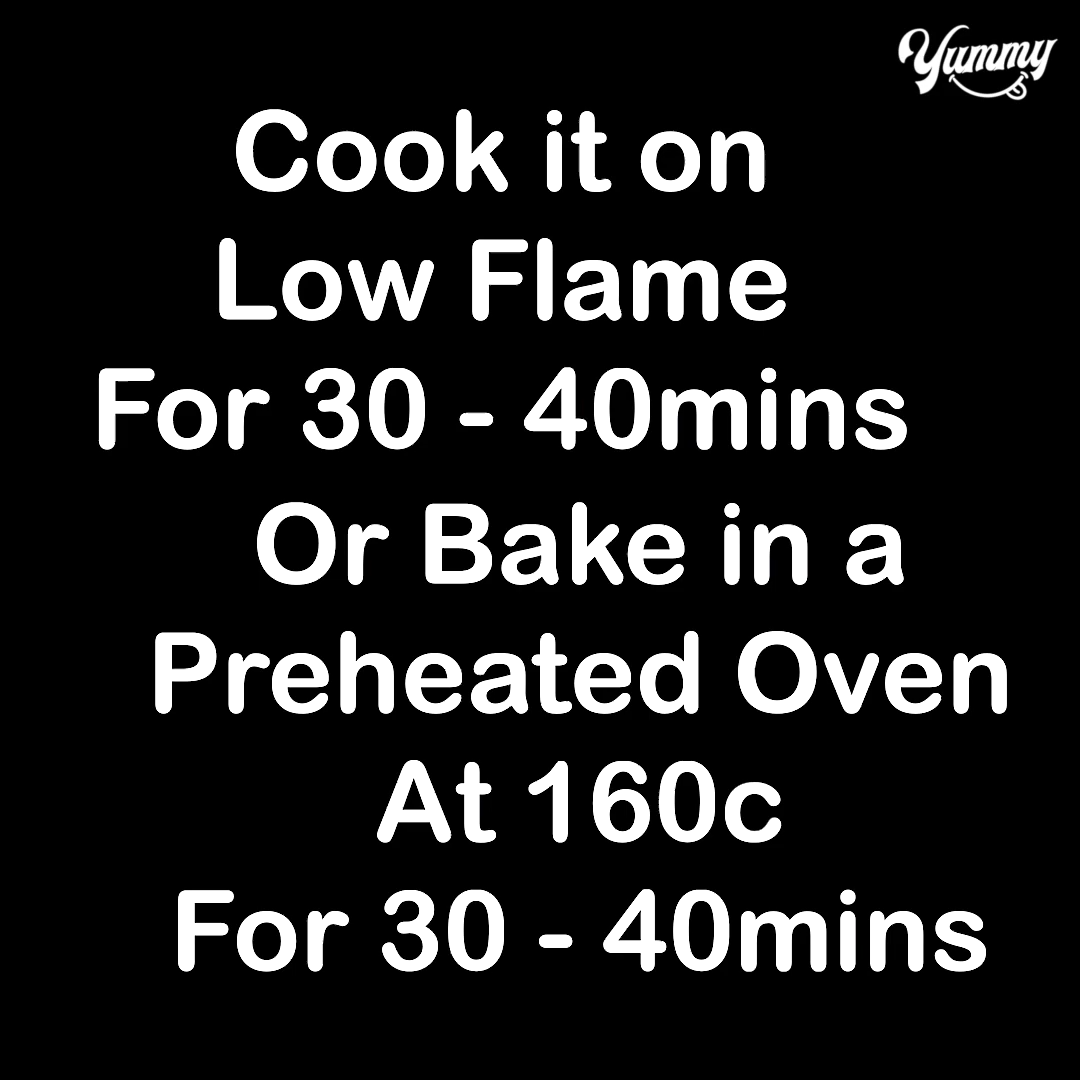 Yummy
Cook it on
Low Flame
For 30 - 40mins
Or Bake in a
Preheated Oven
At 160c
For 30 - 40mins